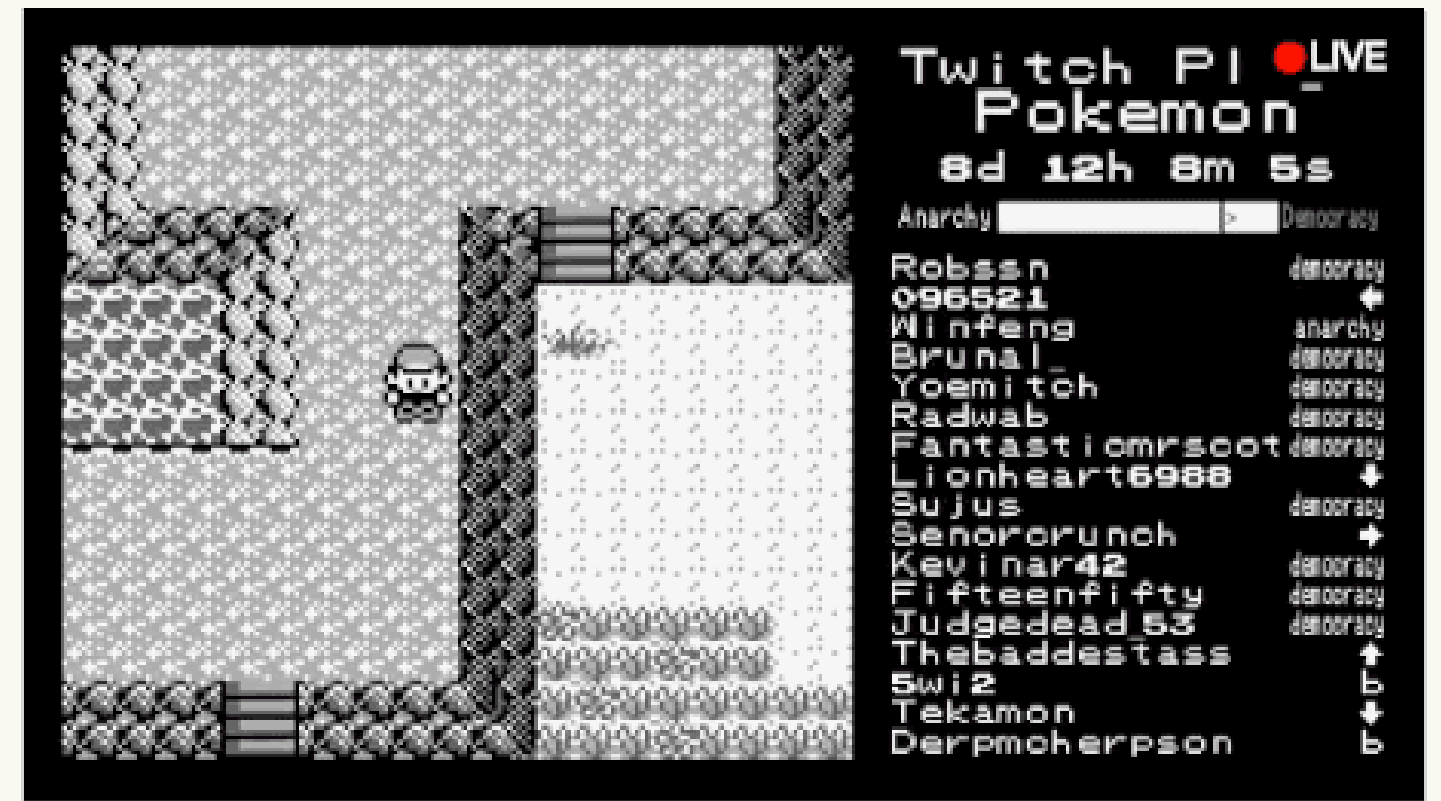 Twitch Pl LIVE
Pokemon
8d 12h 8m 5s
Anarchy > Democracy
Robssn democracy
096521 ←
Winfeng anarchy
Brunal_ democracy
Yoemitch democracy
Radwab democracy
Fantasticmrscot democracy
Lionheart6988 ↓
Sujus democracy
Senorcrunch →
Kevinar42 democracy
Fifteenfifty democracy
Judgedead_53 democracy
Thebaddestass ↑
5wi2 b
Tekamon ↓
Derpmcherpson b